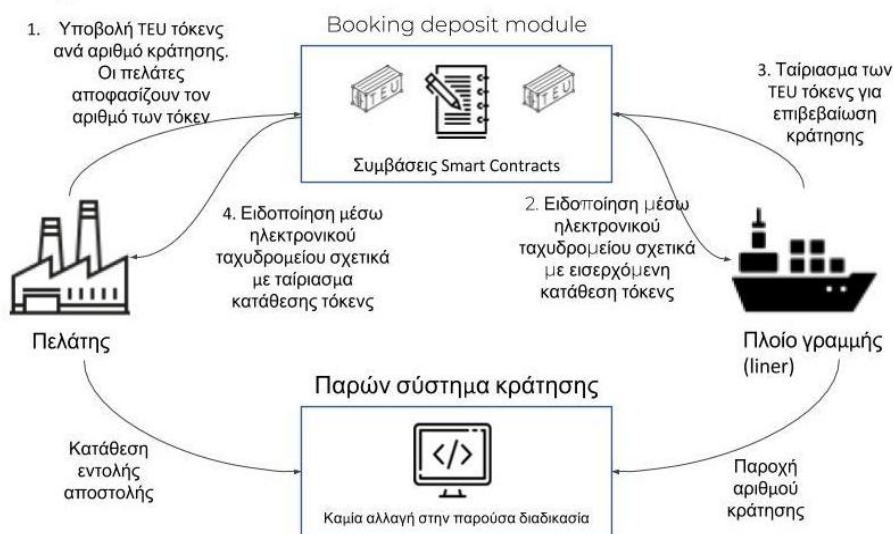 Booking deposit module
1. Υποβολή TEU τόκενς
ανά αριθμό κράτησης.
Οι πελάτες
αποφασίζουν τον
αριθμό των τόκεν
TEU
TEU
Συμβάσεις Smart Contracts
3. Ταίριασμα των
TEU τόκενς για
επιβεβαίωση
κράτησης
4. Ειδοποίηση μέσω
ηλεκτρονικού
ταχυδρομείου σχετικά
με ταίριασμα
κατάθεσης τόκενς
2. Ειδοποίηση μέσω
ηλεκτρονικού
ταχυδρομείου σχετικά
με εισερχόμενη
κατάθεση τόκενς
Πελάτης
Πλοίο γραμμής
(liner)
Παρών σύστημα κράτησης
</>
Καμία αλλαγή στην παρούσα διαδικασία
Κατάθεση
εντολής
αποστολής
Παροχή
αριθμού
κράτησης